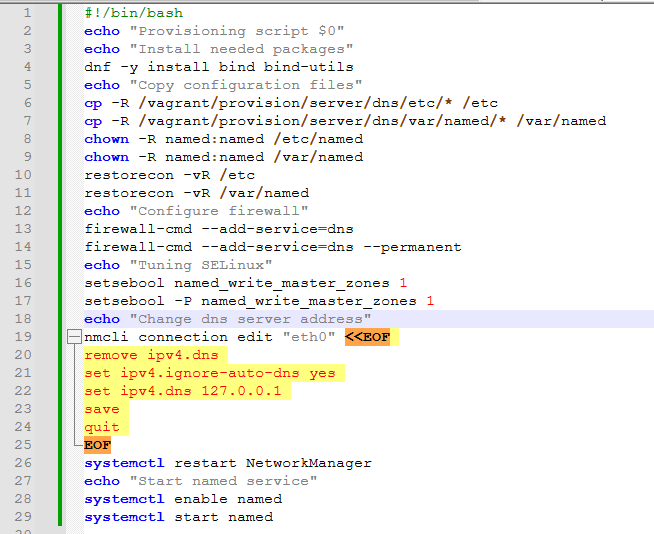 1 #!/bin/bash
2 echo "Provisioning script $0"
3 echo "Install needed packages"
4 dnf -y install bind bind-utils
5 echo "Copy configuration files"
6 cp -R /vagrant/provision/server/dns/etc/* /etc
7 cp -R /vagrant/provision/server/dns/var/named/* /var/named
8 chown -R named:named /etc/named
9 chown -R named:named /var/named
10 restorecon -vR /etc
11 restorecon -vR /var/named
12 echo "Configure firewall"
13 firewall-cmd --add-service=dns
14 firewall-cmd --add-service=dns --permanent
15 echo "Tuning SELinux"
16 setsebool named_write_master_zones 1
17 setsebool -P named_write_master_zones 1
18 echo "Change dns server address"
19 nmcli connection edit "eth0" <<EOF
20 remove ipv4.dns
21 set ipv4.ignore-auto-dns yes
22 set ipv4.dns 127.0.0.1
23 save
24 quit
25 EOF
26 systemctl restart NetworkManager
27 echo "Start named service"
28 systemctl enable named
29 systemctl start named